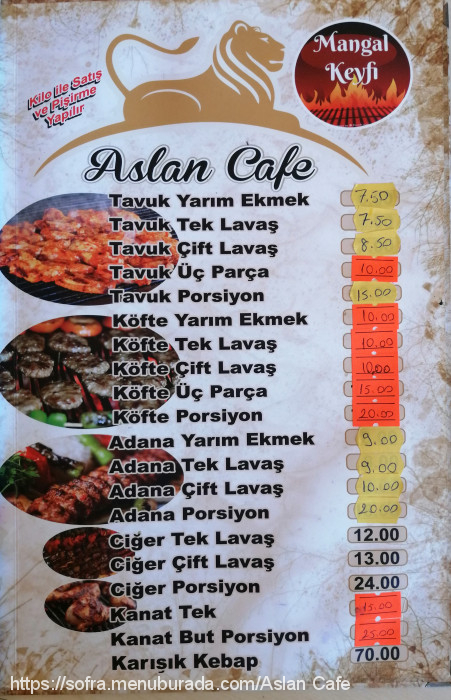 Mangal
Keyfi
Kilo ile Satış
ve Pişirme
Yapılır
Aslan Cafe
Tavuk Yarım Ekmek 7.50
Tavuk Tek Lavaş 7.50
Tavuk Çift Lavaş 8.50
Tavuk Üç Parça 10.00
Tavuk Porsiyon 15.00
Köfte Yarım Ekmek 10.00
Köfte Tek Lavaş 10.00
Köfte Çift Lavaş 10.00
Köfte Üç Parça 15.00
Köfte Porsiyon 20.00
Adana Yarım Ekmek 9.00
Adana Tek Lavaş 9.00
Adana Çift Lavaş 10.00
Adana Porsiyon 20.00
Ciğer Tek Lavaş 12.00
Ciğer Çift Lavaş 13.00
Ciğer Porsiyon 24.00
Kanat Tek 15.00
Kanat But Porsiyon 25.00
Karışık Kebap 70.00
https://sofra.menuburada.com/Aslan Cafe